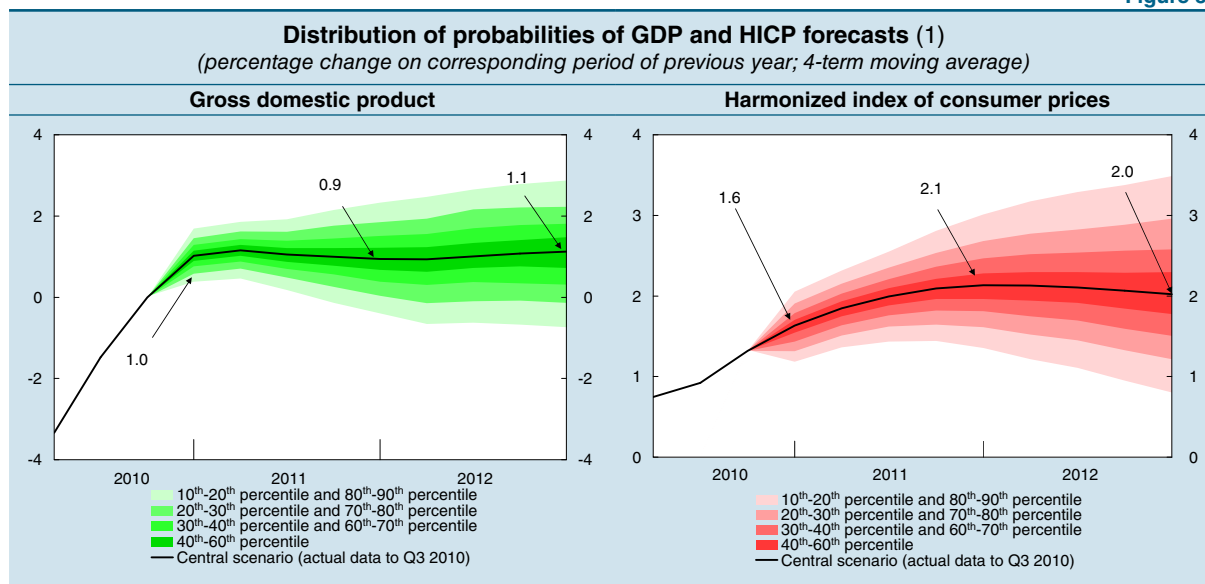 Distribution of probabilities of GDP and HICP forecasts (1)
(percentage change on corresponding period of previous year; 4-term moving average)
Gross domestic product
4 4
2 2
0 0
-2 -2
-4 -4
0.9
1.1
1.0
2010 2011 2012
10th-20th percentile and 80th-90th percentile
20th-30th percentile and 70th-80th percentile
30th-40th percentile and 60th-70th percentile
40th-60th percentile
Central scenario (actual data to Q3 2010)
Harmonized index of consumer prices
4 4
3 3
2 2
1 1
0 0
1.6
2.1
2.0
2010 2011 2012
10th-20th percentile and 80th-90th percentile
20th-30th percentile and 70th-80th percentile
30th-40th percentile and 60th-70th percentile
40th-60th percentile
Central scenario (actual data to Q3 2010)